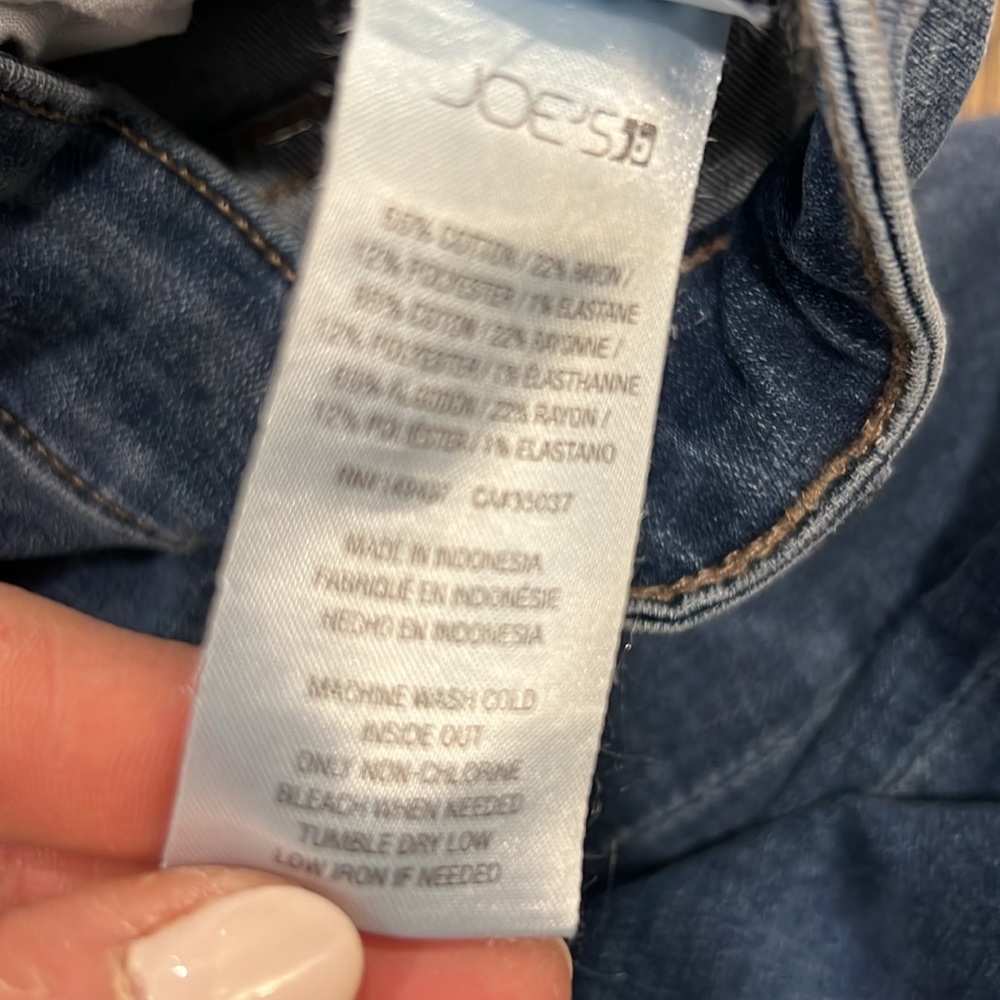 JOE'S
65% COTTON / 22% RAYON /
12% POLYESTER / 1% ELASTANE
65% COTON / 22% RAYONNE /
12% POLYESTER / 1% ÉLASTHANNE
65% ALGODÓN / 22% RAYON /
12% POLIESTER / 1% ELASTANO
CA#35037
MADE IN INDONESIA
FABRIQUÉ EN INDONÉSIE
HECHO EN INDONESIA
MACHINE WASH COLD
INSIDE OUT
ONLY NON-CHLORINE
BLEACH WHEN NEEDED
TUMBLE DRY LOW
LOW IRON IF NEEDED